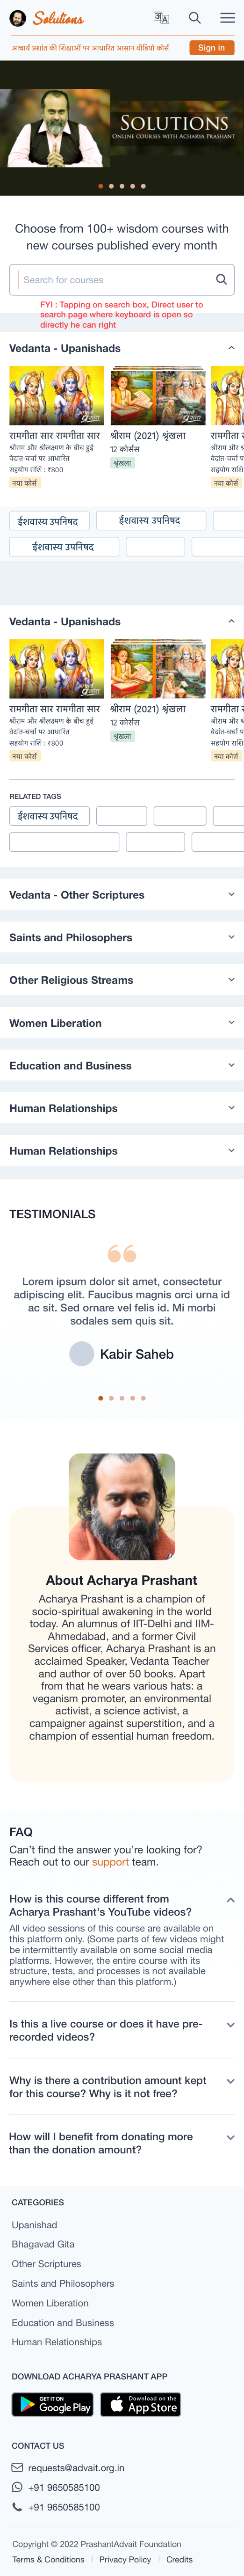 Solutions
आचार्य प्रशांत की शिक्षाओं पर आधारित आसान वीडियो कोर्स
Sign in
SOLUTIONS
ONLINE COURSES WITH ACHARYA PRASHANT
Choose from 100+ wisdom courses with
new courses published every month
Search for courses
FYI : Tapping on search box, Direct user to
search page where keyboard is open so
directly he can right
Vedanta - Upanishads
रामगीता सार रामगीता सार
श्रीराम और श्रीलक्ष्मण के बीच हुई
वेदांत-चर्चा पर आधारित
सहयोग राशि : ₹800
नया कोर्स
श्रीराम (2021) श्रृंखला
12 कोर्सस
श्रृंखला
रामगीता स
श्रीराम और श्र
वेदांत-चर्चा प
सहयोग राशि
नया कोर्स
ईशवास्य उपनिषद
ईशवास्य उपनिषद
ईशवास्य उपनिषद
Vedanta - Upanishads
रामगीता सार रामगीता सार
श्रीराम और श्रीलक्ष्मण के बीच हुई
वेदांत-चर्चा पर आधारित
सहयोग राशि : ₹800
नया कोर्स
श्रीराम (2021) श्रृंखला
12 कोर्सस
श्रृंखला
रामगीता स
श्रीराम और श्र
वेदांत-चर्चा प
सहयोग राशि
नया कोर्स
RELATED TAGS
ईशवास्य उपनिषद
Vedanta - Other Scriptures
Saints and Philosophers
Other Religious Streams
Women Liberation
Education and Business
Human Relationships
Human Relationships
TESTIMONIALS
Lorem ipsum dolor sit amet, consectetur
adipiscing elit. Faucibus magnis orci urna id
ac sit. Sed ornare vel felis id. Mi morbi
sodales sem quis sit.
Kabir Saheb
About Acharya Prashant
Acharya Prashant is a champion of
socio-spiritual awakening in the world
today. An alumnus of IIT-Delhi and IIM-
Ahmedabad, and a former Civil
Services officer, Acharya Prashant is an
acclaimed Speaker, Vedanta Teacher
and author of over 50 books. Apart
from that he wears various hats: a
veganism promoter, an environmental
activist, a science activist, a
campaigner against superstition, and a
champion of essential human freedom.
FAQ
Can't find the answer you're looking for?
Reach out to our support team.
How is this course different from
Acharya Prashant's YouTube videos?
All video sessions of this course are available on
this platform only. (Some parts of few videos might
be intermittently available on some social media
platforms. However, the entire course with its
structure, tests, and processes is not available
anywhere else other than this platform.)
Is this a live course or does it have pre-
recorded videos?
Why is there a contribution amount kept
for this course? Why is it not free?
How will I benefit from donating more
than the donation amount?
CATEGORIES
Upanishad
Bhagavad Gita
Other Scriptures
Saints and Philosophers
Women Liberation
Education and Business
Human Relationships
DOWNLOAD ACHARYA PRASHANT APP
GET IT ON
Google Play
Download on the
App Store
CONTACT US
requests@advait.org.in
+91 9650585100
+91 9650585100
Copyright © 2022 PrashantAdvait Foundation
Terms & Conditions | Privacy Policy | Credits